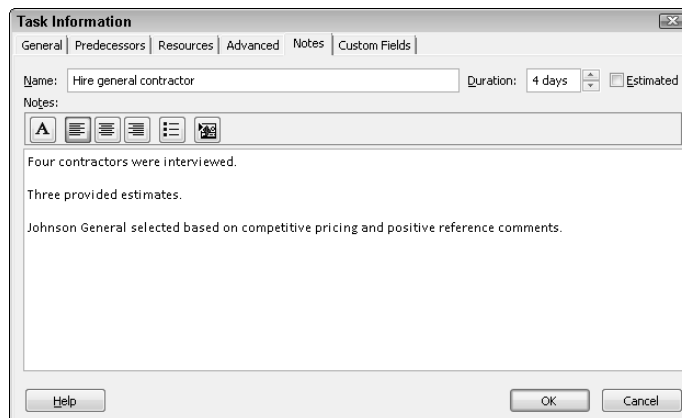 Task Information
General Predecessors Resources Advanced Notes Custom Fields
Name: Hire general contractor Duration: 4 days Estimated
Notes:
A
Four contractors were interviewed.
Three provided estimates.
Johnson General selected based on competitive pricing and positive reference comments.
Help OK Cancel